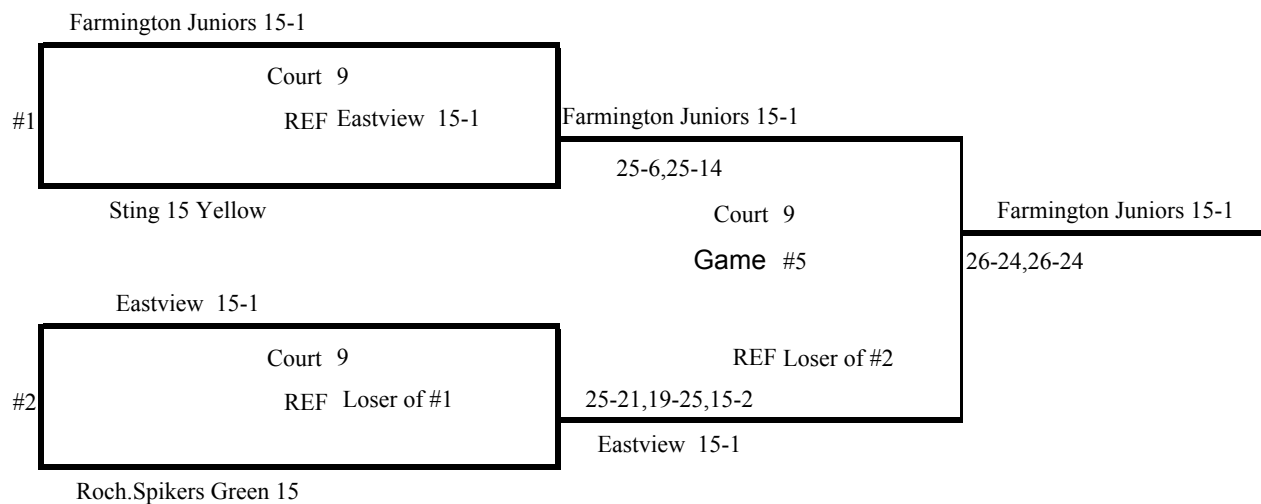 Farmington Juniors 15-1
Court 9
#1
REF Eastview 15-1
Farmington Juniors 15-1
25-6,25-14
Sting 15 Yellow
Court 9
Farmington Juniors 15-1
Game #5
26-24,26-24
Eastview 15-1
Court 9
REF Loser of #2
#2
REF Loser of #1
25-21,19-25,15-2
Eastview 15-1
Roch.Spikers Green 15